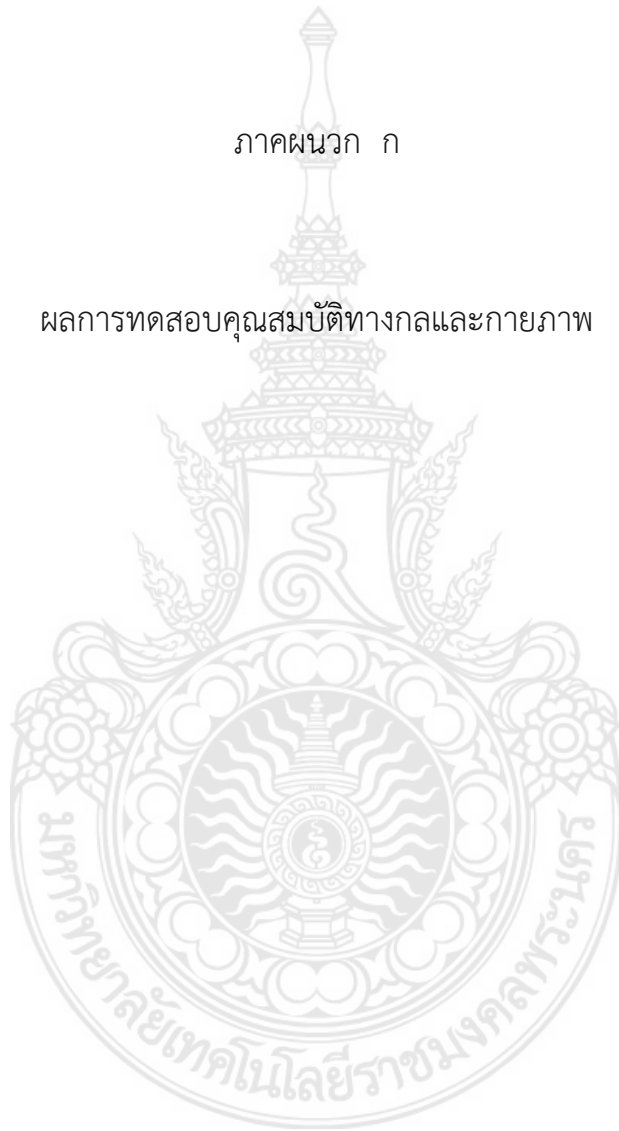 ภาคผนวก ก
ผลการทดสอบคุณสมบัติทางกลและกายภาพ
มหาวิทยาลัยเทคโนโลยีราชมงคลพระนคร